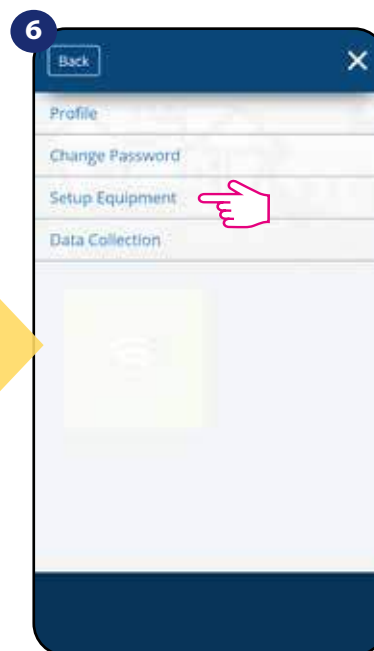 6
Back
Profile
Change Password
Setup Equipment
Data Collection